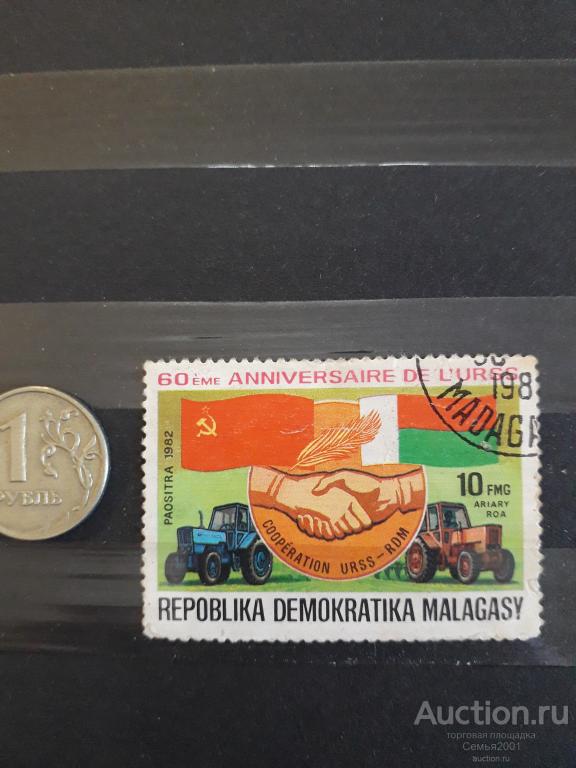 60ÈME ANNIVERSAIRE DE L'URSS
198
MADAGA
PAOSITRA 1982
10 FMG
ARIARY
ROA
COOPÉRATION URSS-RDM
REPOBLIKA DEMOKRATIKA MALAGASY
1
РУБЛЬ
Auction.ru
торговая площадка
Семья2001
auction.ru